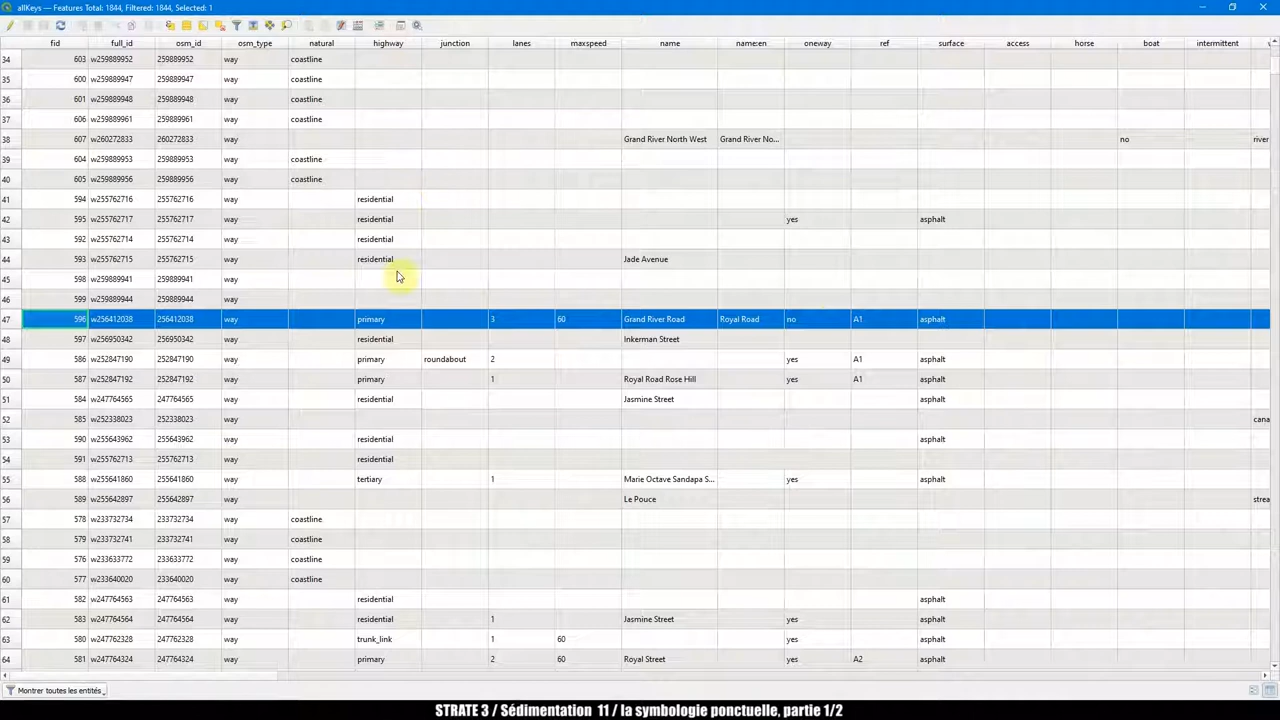 allKeys — Features Total: 1844, Filtered: 1844, Selected: 1
fid full_id osm_id osm_type natural highway junction lanes maxspeed name name:en oneway ref surface access horse boat intermittent
34 603 w259889952 259889952 way coastline
35 600 w259889947 259889947 way coastline
36 601 w259889948 259889948 way coastline
37 606 w259889961 259889961 way coastline
38 607 w260272833 260272833 way Grand River North West Grand River No... no river
39 604 w259889953 259889953 way coastline
40 605 w259889956 259889956 way coastline
41 594 w255762716 255762716 way residential
42 595 w255762717 255762717 way residential yes asphalt
43 592 w255762714 255762714 way residential
44 593 w255762715 255762715 way residential Jade Avenue
45 598 w259889941 259889941 way
46 599 w259889944 259889944 way
47 596 w256412038 256412038 way primary 3 60 Grand River Road Royal Road no A1 asphalt
48 597 w256950342 256950342 way residential Inkerman Street
49 586 w252847190 252847190 way primary roundabout 2 yes A1 asphalt
50 587 w252847192 252847192 way primary 1 Royal Road Rose Hill yes A1 asphalt
51 584 w247764565 247764565 way residential Jasmine Street asphalt
52 585 w252338023 252338023 way cana
53 590 w255643962 255643962 way residential asphalt
54 591 w255762713 255762713 way residential
55 588 w255641860 255641860 way tertiary 1 Marie Octave Sandapa S... yes asphalt
56 589 w255642897 255642897 way Le Pouce strea
57 578 w233732734 233732734 way coastline
58 579 w233732741 233732741 way coastline
59 576 w233633772 233633772 way coastline
60 577 w233640020 233640020 way coastline
61 582 w247764563 247764563 way residential asphalt
62 583 w247764564 247764564 way residential 1 Jasmine Street yes asphalt
63 580 w247762328 247762328 way trunk_link 1 60 yes asphalt
64 581 w247764324 247764324 way primary 2 60 Royal Street yes A2 asphalt
Montrer toutes les entités
STRATE 3 / Sédimentation 11 / la symbologie ponctuelle, partie 1/2